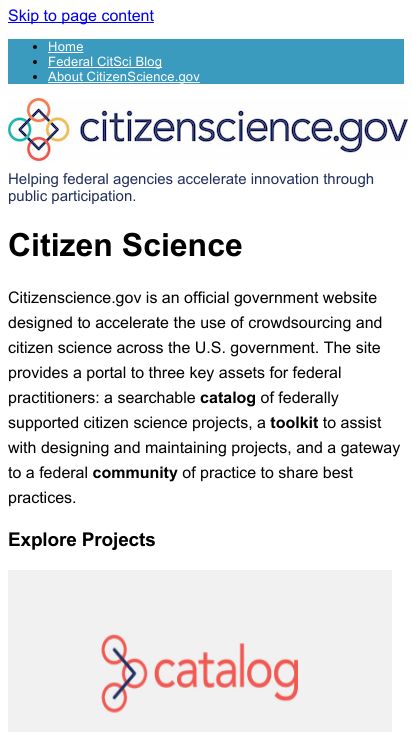 Skip to page content
Home
Federal CitSci Blog
About CitizenScience.gov
citizenscience.gov
Helping federal agencies accelerate innovation through
public participation.
Citizen Science
Citizenscience.gov is an official government website
designed to accelerate the use of crowdsourcing and
citizen science across the U.S. government. The site
provides a portal to three key assets for federal
practitioners: a searchable catalog of federally
supported citizen science projects, a toolkit to assist
with designing and maintaining projects, and a gateway
to a federal community of practice to share best
practices.
Explore Projects
catalog